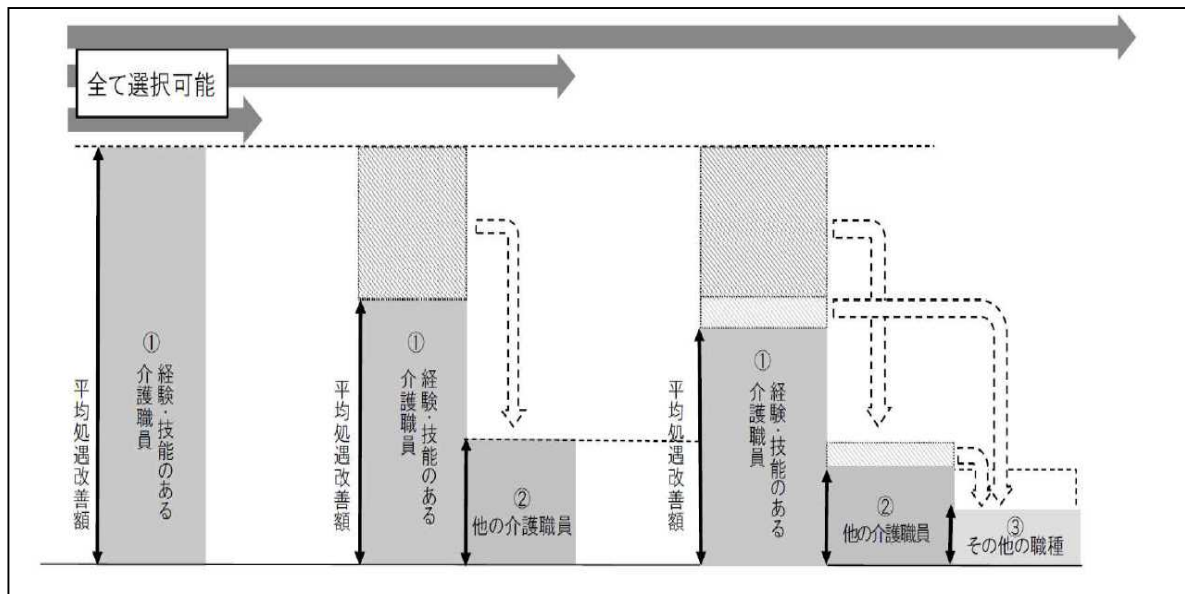 全て選択可能
平均処遇改善額
①
経験・技能のある
介護職員
平均処遇改善額
①
経験・技能のある
介護職員
②
他の介護職員
平均処遇改善額
①
経験・技能のある
介護職員
②
他の介護職員
③
その他の職種